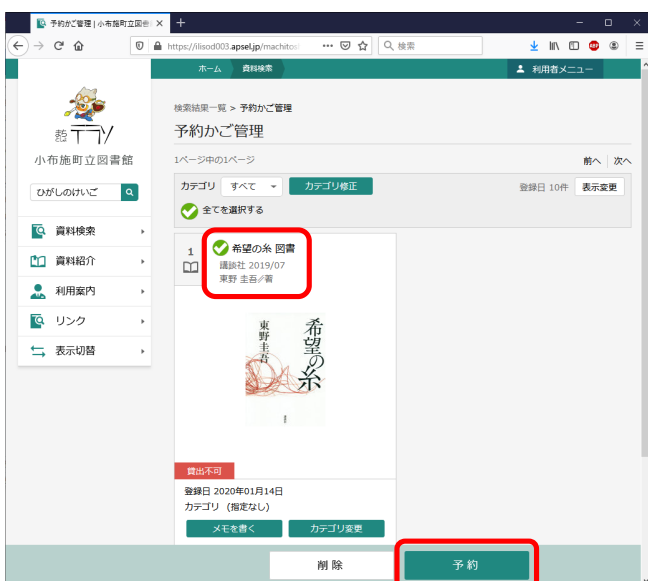 予約かご管理 | 小布施町立図書
https://ilisod003.apsel.jp/machitos
検索
ホーム 資料検索
利用者メニュー
テラソ
小布施町立図書館
ひがしのけいご
資料検索
資料紹介
利用案内
リンク
表示切替
検索結果一覧 > 予約かご管理
予約かご管理
1ページ中の1ページ
前へ 次へ
カテゴリ すべて カテゴリ修正
登録日 10件 表示変更
全てを選択する
1
希望の糸 図書
講談社 2019/07
東野 圭吾/著
希望の糸
東野圭吾
貸出不可
登録日 2020年01月14日
カテゴリ (指定なし)
メモを書く カテゴリ変更
削除 予約